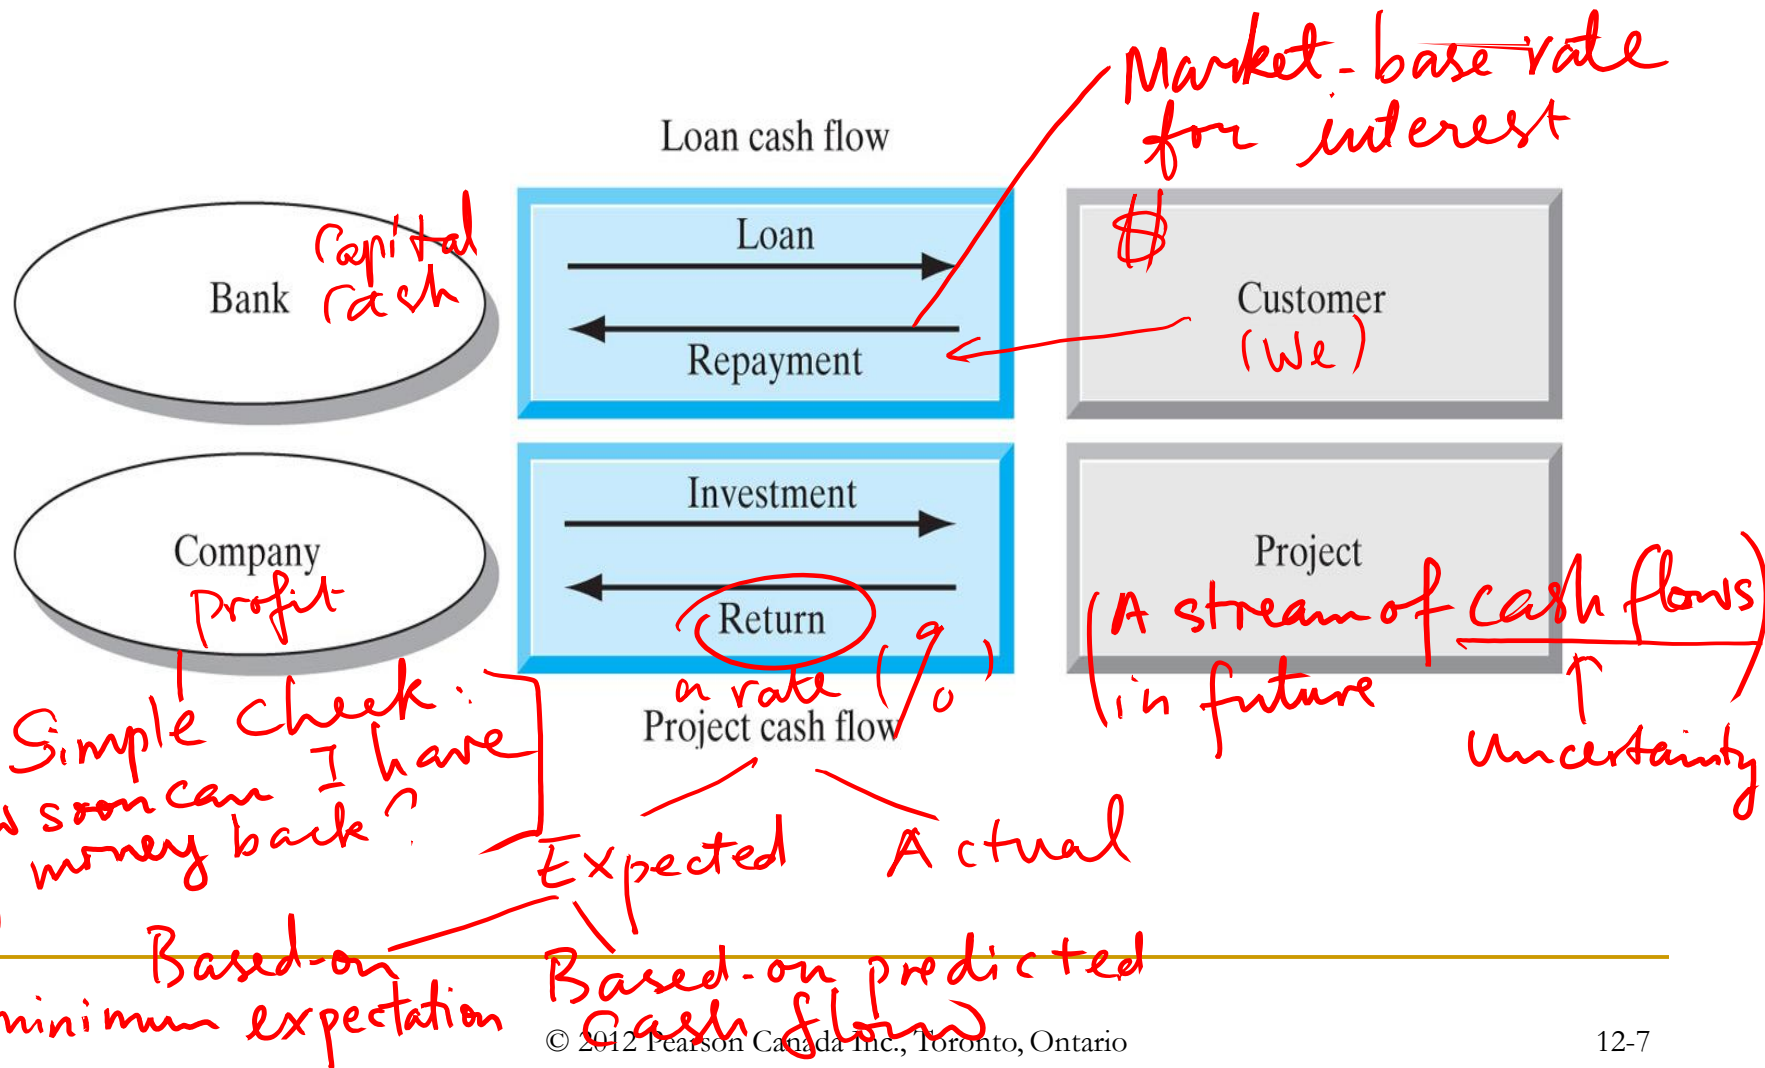 Market-base rate
for interest
Loan cash flow
$
Loan
Capital
Bank
cash
Customer
Repayment
(We)
Investment
Company
Project
profit
Return
(A stream of cash flows)
in future
a rate (%)
Simple check:
Project cash flow
uncertainty
soon can I have
money back?
Expected
Actual
Based-on
minimum expectation
Based-on predicted
cash flow
© 2012 Pearson Canada Inc., Toronto, Ontario
12-7